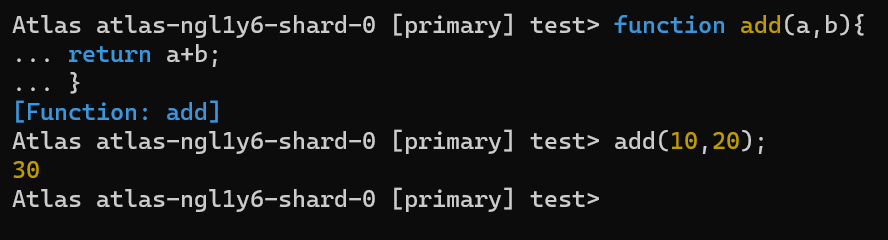 Atlas atlas-ngl1y6-shard-0 [primary] test> function add(a,b){
... return a+b;
... }
[Function: add]
Atlas atlas-ngl1y6-shard-0 [primary] test> add(10,20);
30
Atlas atlas-ngl1y6-shard-0 [primary] test>